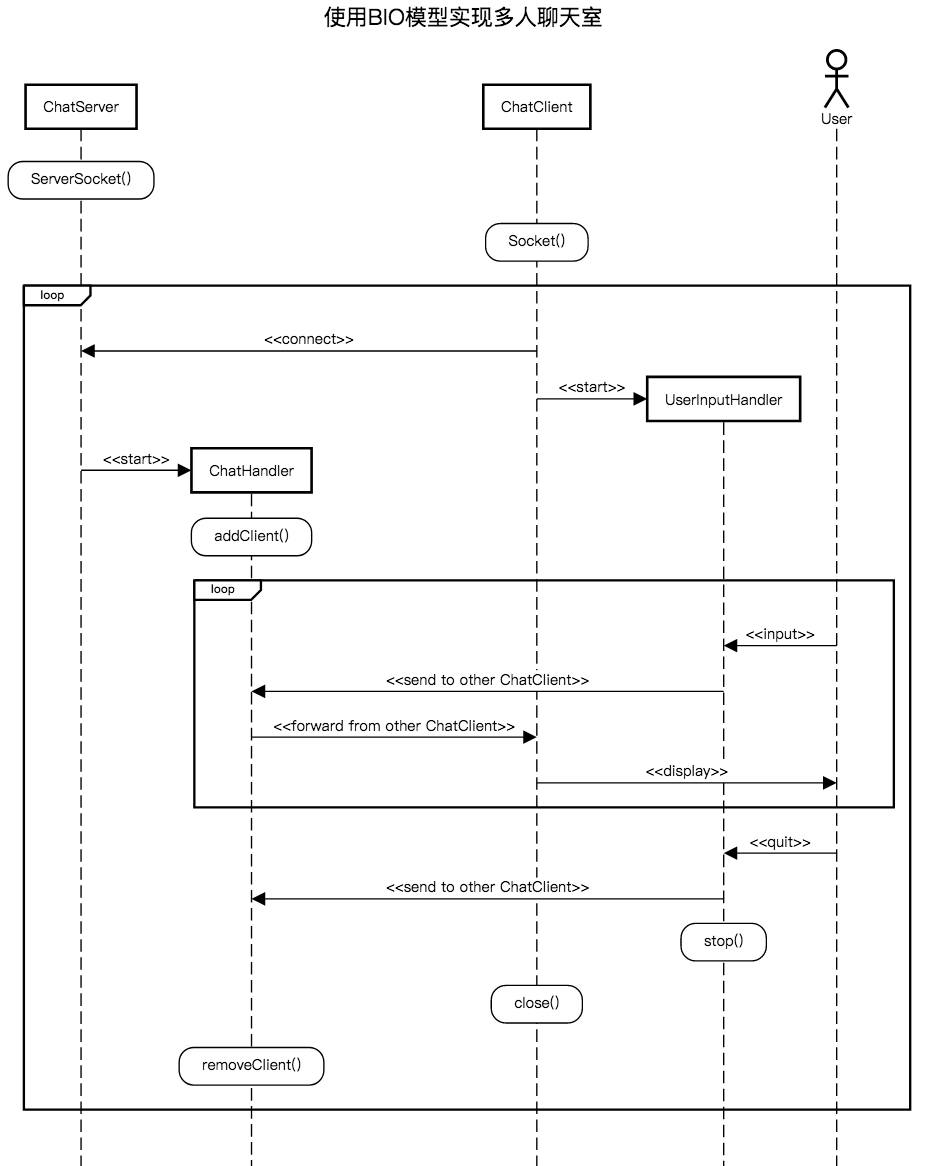 使用BIO模型实现多人聊天室
ChatServer
ChatClient
User
ServerSocket()
Socket()
loop
<<connect>>
<<start>>
UserInputHandler
<<start>>
ChatHandler
addClient()
loop
<<input>>
<<send to other ChatClient>>
<<forward from other ChatClient>>
<<display>>
<<quit>>
<<send to other ChatClient>>
stop()
close()
removeClient()